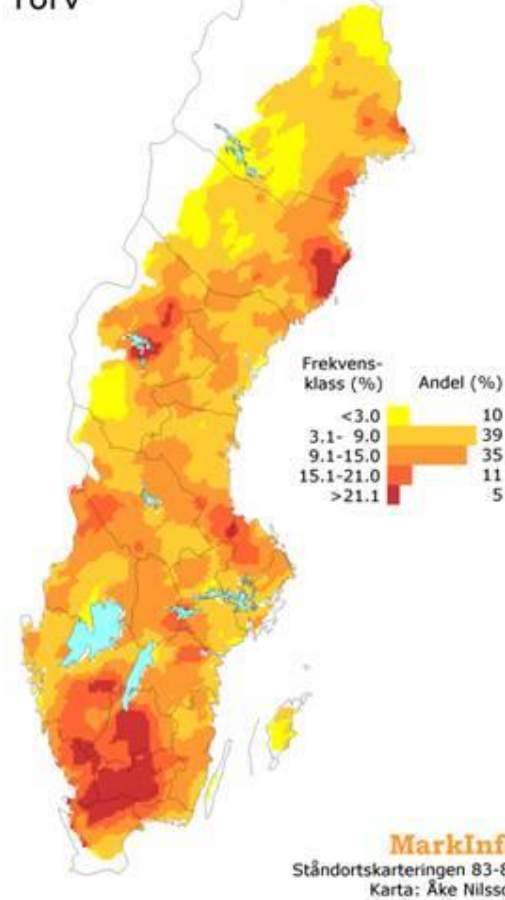 Torv
Frekvens-
klass (%) Andel (%)
<3.0 10
3.1- 9.0 39
9.1-15.0 35
15.1-21.0 11
>21.1 5
MarkInf
Ståndortskarteringen 83-8
Karta: Åke Nilsso